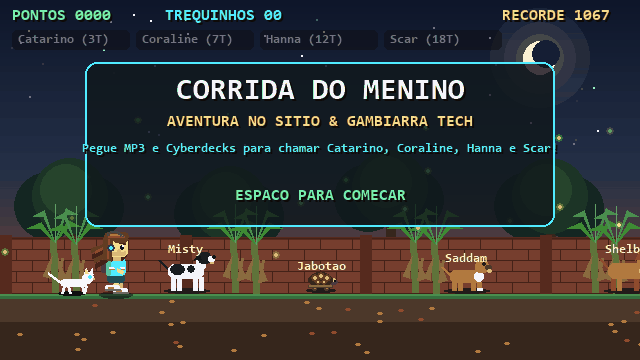 PONTOS 0000 TREQUINHOS 00 RECORDE 1067
Catarino (3T) Coraline (7T) Hanna (12T) Scar (18T)
CORRIDA DO MENINO
AVENTURA NO SITIO & GAMBIARRA TECH
Pegue MP3 e Cyberdecks para chamar Catarino, Coraline, Hanna e Scar!
ESPACO PARA COMECAR
Misty
Jabotao
Saddam
Shelb